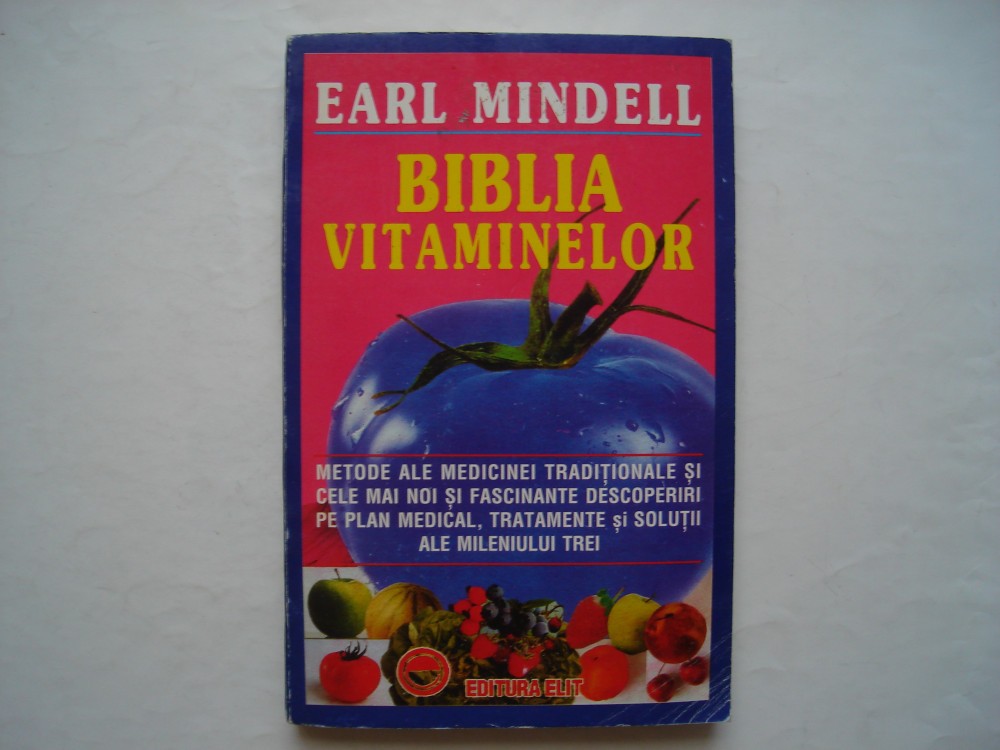 EARL MINDELL
BIBLIA
VITAMINELOR
METODE ALE MEDICINEI TRADIȚIONALE ȘI
CELE MAI NOI ȘI FASCINANTE DESCOPERIRI
PE PLAN MEDICAL, TRATAMENTE și SOLUȚII
ALE MILENIULUI TREI
EDITURA ELIT